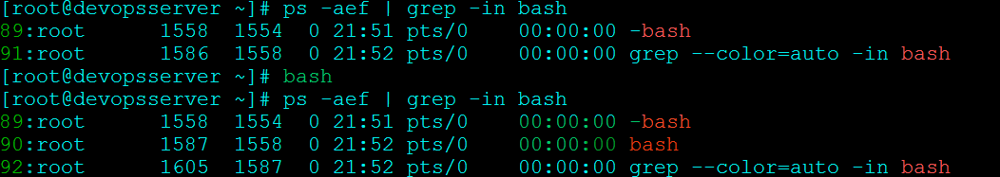 [root@devopsserver ~]# ps -aef | grep -in bash
89:root      1558  1554  0 21:51 pts/0    00:00:00 -bash
91:root      1586  1558  0 21:52 pts/0    00:00:00 grep --color=auto -in bash
[root@devopsserver ~]# bash
[root@devopsserver ~]# ps -aef | grep -in bash
89:root      1558  1554  0 21:51 pts/0    00:00:00 -bash
90:root      1587  1558  0 21:52 pts/0    00:00:00 bash
92:root      1605  1587  0 21:52 pts/0    00:00:00 grep --color=auto -in bash